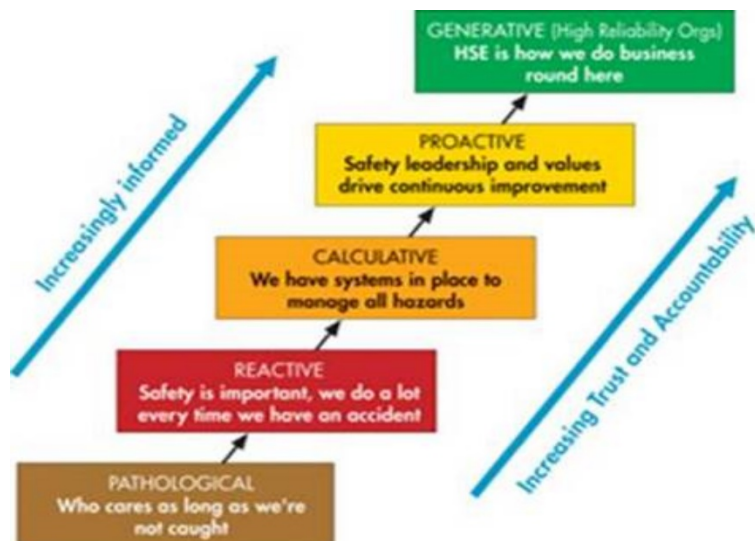 GENERATIVE (High Reliability Orgs)
HSE is how we do business
round here
PROACTIVE
Safety leadership and values
drive continuous improvement
CALCULATIVE
We have systems in place to
manage all hazards
REACTIVE
Safety is important, we do a lot
every time we have an accident
PATHOLOGICAL
Who cares as long as we're
not caught
Increasingly informed
Increasing Trust and Accountability